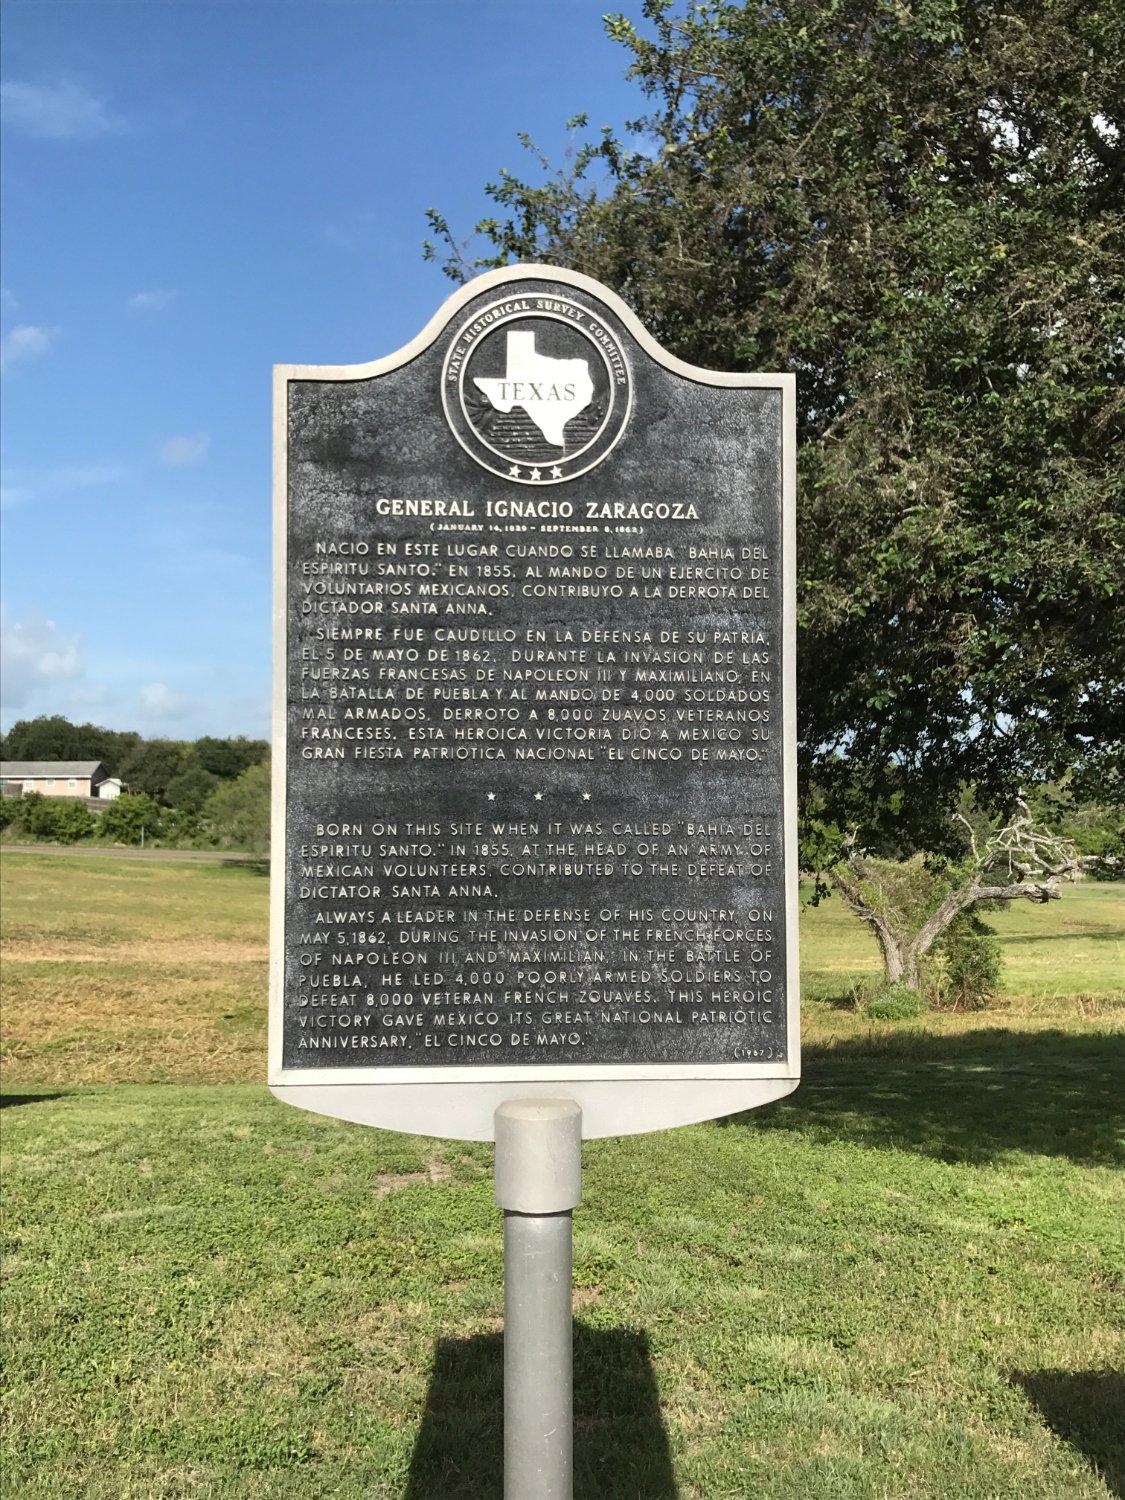 STATE HISTORICAL SURVEY COMMITTEE
TEXAS
GENERAL IGNACIO ZARAGOZA
(JANUARY 14, 1829 - SEPTEMBER 8, 1862)
NACIO EN ESTE LUGAR CUANDO SE LLAMABA "BAHIA DEL
ESPIRITU SANTO." EN 1855, AL MANDO DE UN EJERCITO DE
VOLUNTARIOS MEXICANOS, CONTRIBUYO A LA DERROTA DEL
DICTADOR SANTA ANNA.
SIEMPRE FUE CAUDILLO EN LA DEFENSA DE SU PATRIA,
EL 5 DE MAYO DE 1862, DURANTE LA INVASION DE LAS
FUERZAS FRANCESAS DE NAPOLEON III Y MAXIMILIANO, EN
LA BATALLA DE PUEBLA Y AL MANDO DE 4,000 SOLDADOS
MAL ARMADOS, DERROTO A 8,000 ZUAVOS VETERANOS
FRANCESES. ESTA HEROICA VICTORIA DIO A MEXICO SU
GRAN FIESTA PATRIOTICA NACIONAL "EL CINCO DE MAYO."
* * *
BORN ON THIS SITE WHEN IT WAS CALLED "BAHIA DEL
ESPIRITU SANTO." IN 1855, AT THE HEAD OF AN ARMY OF
MEXICAN VOLUNTEERS, CONTRIBUTED TO THE DEFEAT OF
DICTATOR SANTA ANNA.
ALWAYS A LEADER IN THE DEFENSE OF HIS COUNTRY, ON
MAY 5, 1862, DURING THE INVASION OF THE FRENCH FORCES
OF NAPOLEON III AND MAXIMILIAN, IN THE BATTLE OF
PUEBLA, HE LED 4,000 POORLY ARMED SOLDIERS TO
DEFEAT 8,000 VETERAN FRENCH ZOUAVES. THIS HEROIC
VICTORY GAVE MEXICO ITS GREAT NATIONAL PATRIOTIC
ANNIVERSARY, "EL CINCO DE MAYO."
(1967)